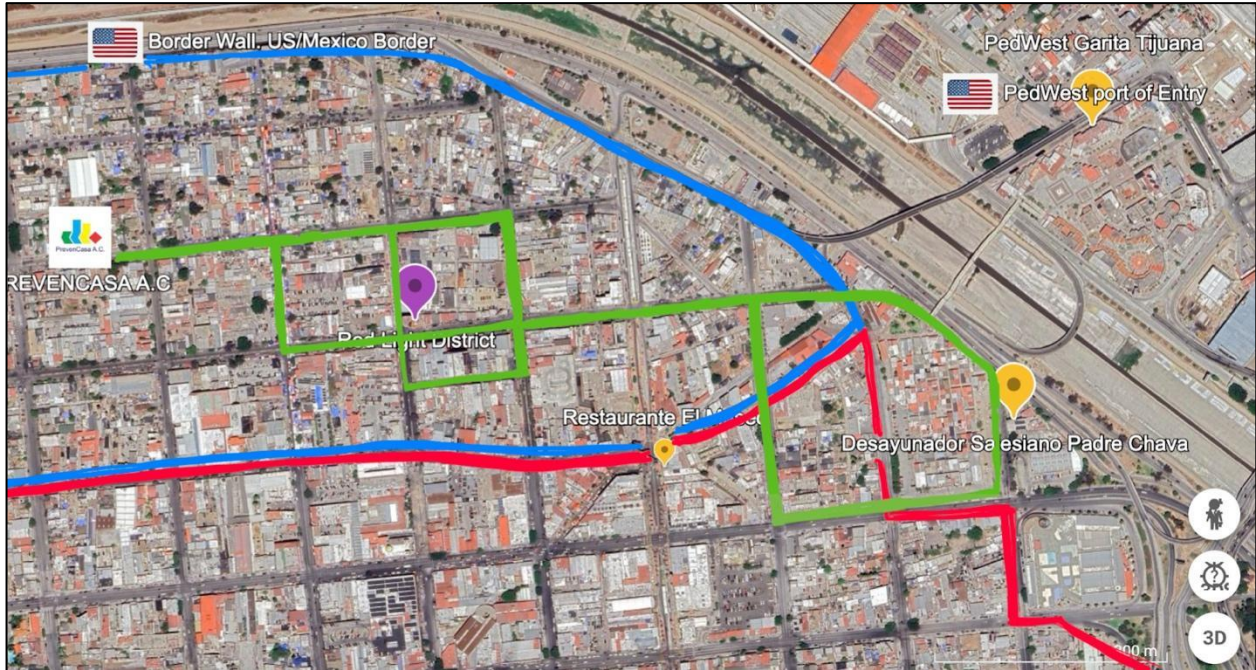 Border Wall, US/Mexico Border
PedWest Garita Tijuana
PedWest port of Entry
PrevenCasa A.C.
REVENCASA A.C
Red Light District
Restaurante El
Desayunador Salesiano Padre Chava
3D